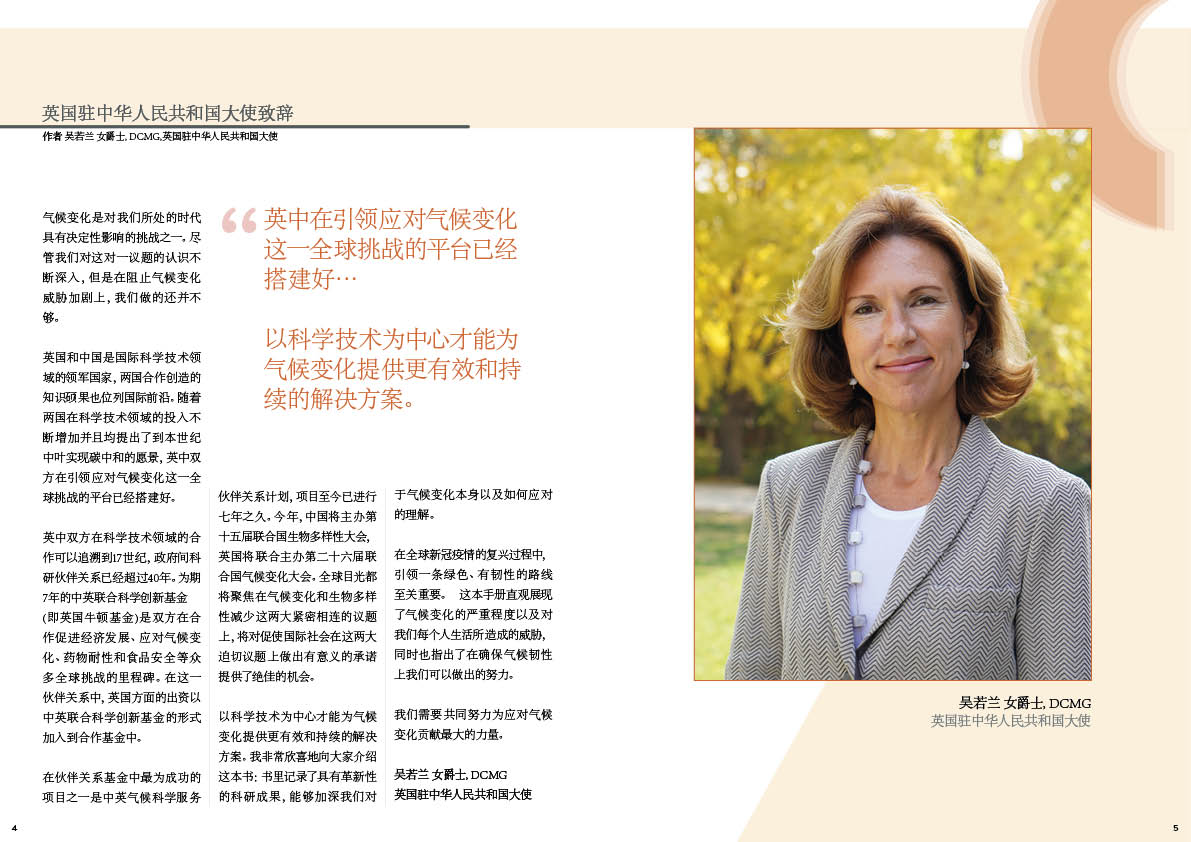 英国驻中华人民共和国大使致辞
作者 吴若兰 女爵士, DCMG,英国驻中华人民共和国大使
气候变化是对我们所处的时代
具有决定性影响的挑战之一。尽
管我们对这对一议题的认识不
断深入，但是在阻止气候变化
威胁加剧上，我们做的还并不
够。
英国和中国是国际科学技术领
域的领军国家，两国合作创造的
知识硕果也位列国际前沿。随着
两国在科学技术领域的投入不
断增加并且均提出了到本世纪
中叶实现碳中和的愿景，英中双
方在引领应对气候变化这一全
球挑战的平台已经搭建好。
英中双方在科学技术领域的合
作可以追溯到17世纪，政府间科
研伙伴关系已经超过40年。为期
7年的中英联合科学创新基金
(即英国牛顿基金)是双方在合
作促进经济发展、应对气候变
化、药物耐性和食品安全等众
多全球挑战的里程碑。在这一
伙伴关系中，英国方面的出资以
中英联合科学创新基金的形式
加入到合作基金中。
在伙伴关系基金中最为成功的
项目之一是中英气候科学服务
“英中在引领应对气候变化
这一全球挑战的平台已经
搭建好…
以科学技术为中心才能为
气候变化提供更有效和持
续的解决方案。
伙伴关系计划，项目至今已进行
七年之久。今年，中国将主办第
十五届联合国生物多样性大会，
英国将联合主办第二十六届联
合国气候变化大会。全球目光都
将聚焦在气候变化和生物多样
性减少这两大紧密相连的议题
上，将对促使国际社会在这两大
迫切议题上做出有意义的承诺
提供了绝佳的机会。
以科学技术为中心才能为气候
变化提供更有效和持续的解决
方案。我非常欣喜地向大家介绍
这本书：书里记录了具有革新性
的科研成果，能够加深我们对
于气候变化本身以及如何应对
的理解。
在全球新冠疫情的复兴过程中，
引领一条绿色、有韧性的路线
至关重要。 这本手册直观展现
了气候变化的严重程度以及对
我们每个人生活所造成的威胁，
同时也指出了在确保气候韧性
上我们可以做出的努力。
我们需要共同努力为应对气候
变化贡献最大的力量。
吴若兰 女爵士, DCMG
英国驻中华人民共和国大使
吴若兰 女爵士, DCMG
英国驻中华人民共和国大使
4
5